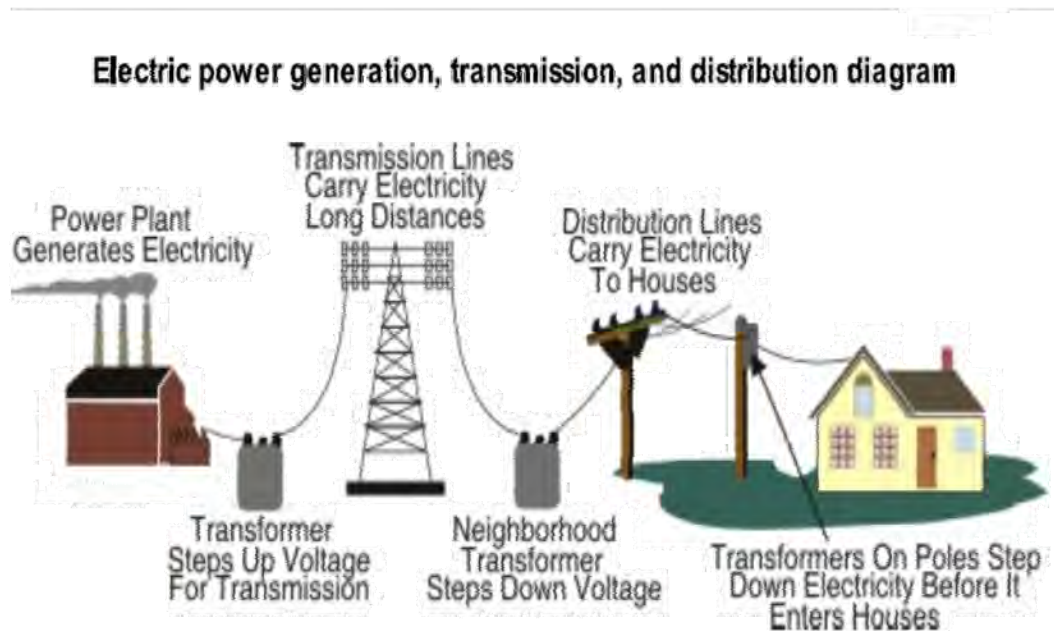 Electric power generation, transmission, and distribution diagram
Transmission Lines
Carry Electricity
Long Distances
Power Plant
Generates Electricity
Distribution Lines
Carry Electricity
To Houses
Transformer
Steps Up Voltage
For Transmission
Neighborhood
Transformer
Steps Down Voltage
Transformers On Poles Step
Down Electricity Before It
Enters Houses